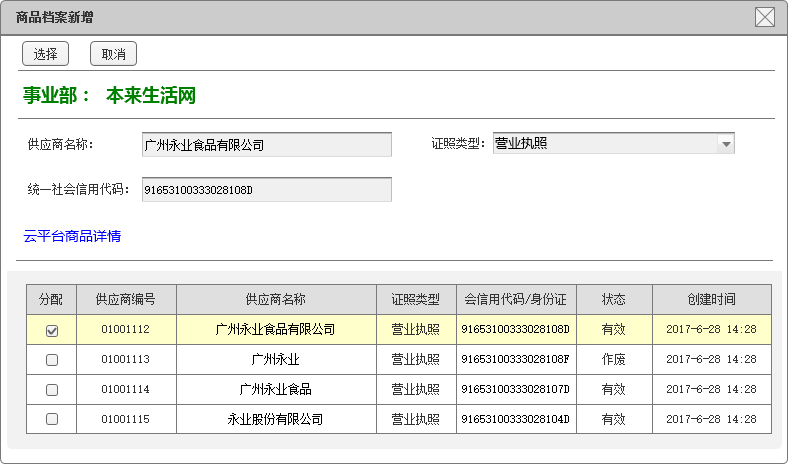 商品档案新增
选择 取消
事业部： 本来生活网
供应商名称： 广州永业食品有限公司 证照类型： 营业执照
统一社会信用代码： 91653100333028108D
云平台商品详情
分配 供应商编号 供应商名称 证照类型 会信用代码/身份证 状态 创建时间
01001112 广州永业食品有限公司 营业执照 91653100333028108D 有效 2017-6-28 14:28
01001113 广州永业 营业执照 91653100333028108F 作废 2017-6-28 14:28
01001114 广州永业食品 营业执照 91653100333028107D 有效 2017-6-28 14:28
01001115 永业股份有限公司 营业执照 91653100333028104D 有效 2017-6-28 14:28